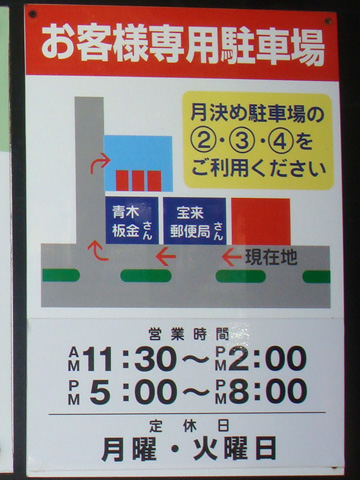 お客様専用駐車場
月決め駐車場の
②・③・④を
ご利用ください
青木
板金さん
宝来
郵便局さん
現在地
営業時間
AM11:30〜PM2:00
PM5:00〜PM8:00
定休日
月曜・火曜日